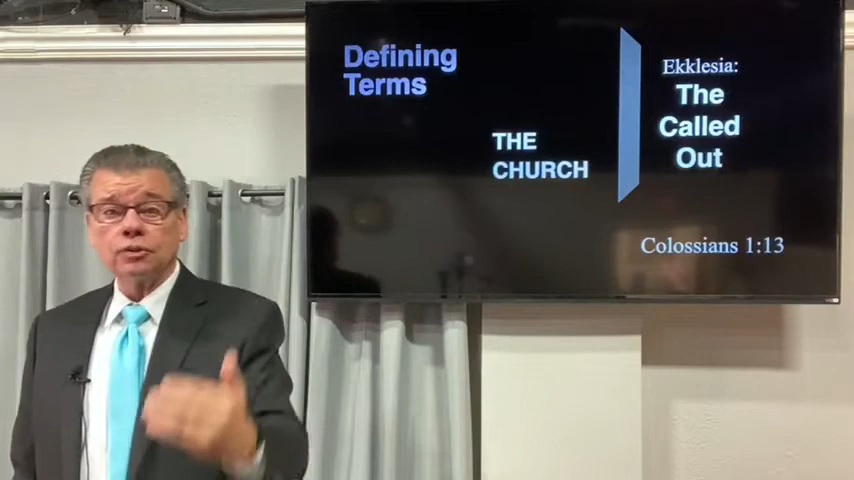 Defining
Terms
THE
CHURCH
Ekklesia:
The
Called
Out
Colossians 1:13